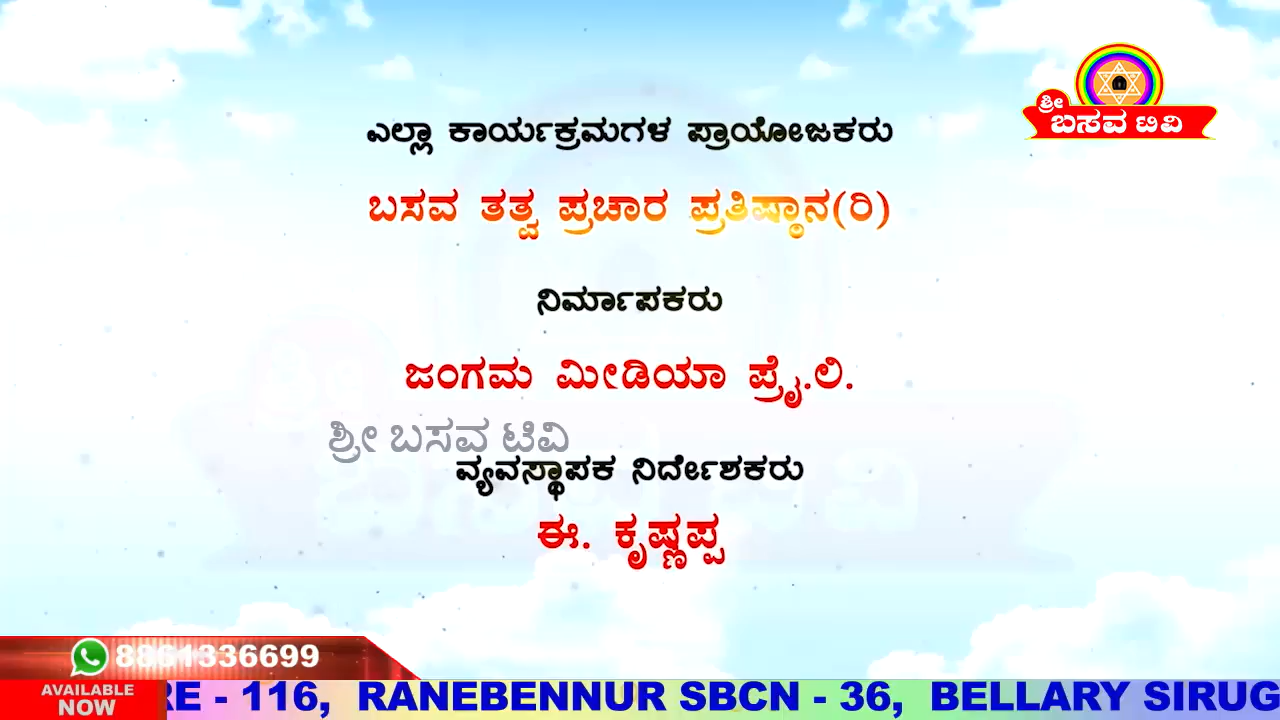 ಶ್ರೀ
ಬಸವ ಟಿವಿ
ಎಲ್ಲಾ ಕಾರ್ಯಕ್ರಮಗಳ ಪ್ರಾಯೋಜಕರು
ಬಸವ ತತ್ವ ಪ್ರಚಾರ ಪ್ರತಿಷ್ಠಾನ(ರಿ)
ನಿರ್ಮಾಪಕರು
ಜಂಗಮ ಮೀಡಿಯಾ ಪ್ರೈ.ಲಿ.
ಶ್ರೀ ಬಸವ ಟಿವಿ
ವ್ಯವಸ್ಥಾಪಕ ನಿರ್ದೇಶಕರು
ಈ. ಕೃಷ್ಣಪ್ಪ
8861336699
AVAILABLE
NOW
RE - 116, RANEBENNUR SBCN - 36, BELLARY SIRUG